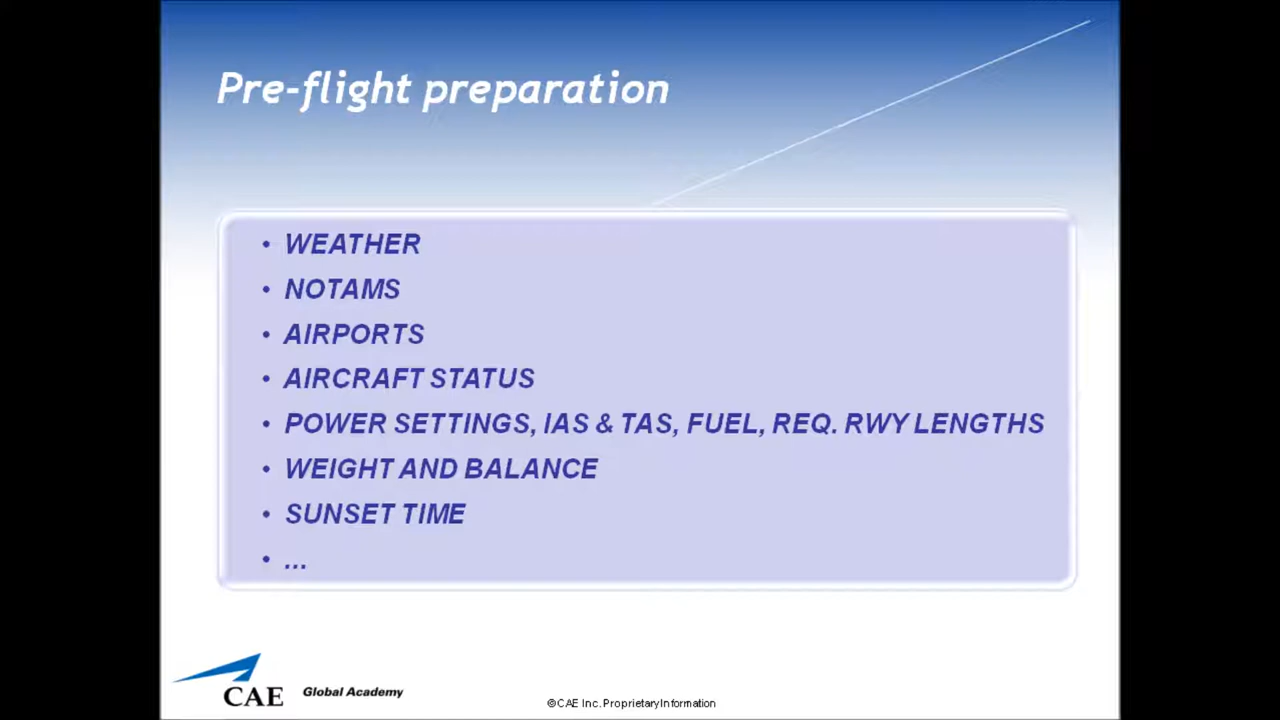 Pre-flight preparation
• WEATHER
• NOTAMS
• AIRPORTS
• AIRCRAFT STATUS
• POWER SETTINGS, IAS & TAS, FUEL, REQ. RWY LENGTHS
• WEIGHT AND BALANCE
• SUNSET TIME
• ...
CAE Global Academy
© CAE Inc. Proprietary Information